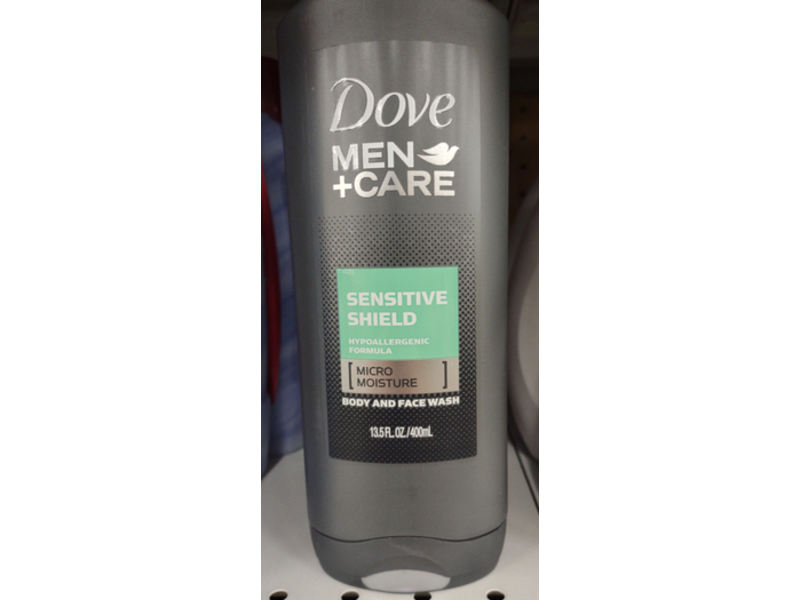 Dove
MEN
+CARE
SENSITIVE
SHIELD
HYPOALLERGENIC
FORMULA
MICRO
MOISTURE
BODY AND FACE WASH
13.5 FL. OZ./400mL